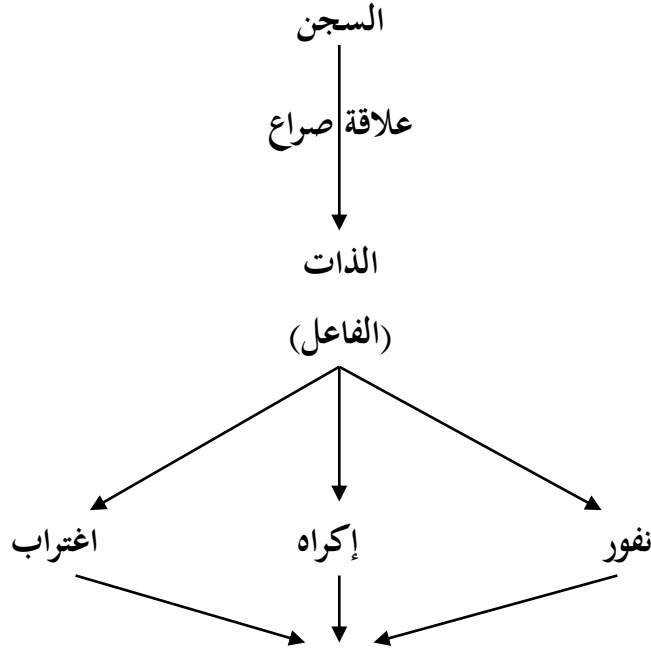 السجن
علاقة صراع
الذات
(الفاعل)
نفور إكراه اغتراب